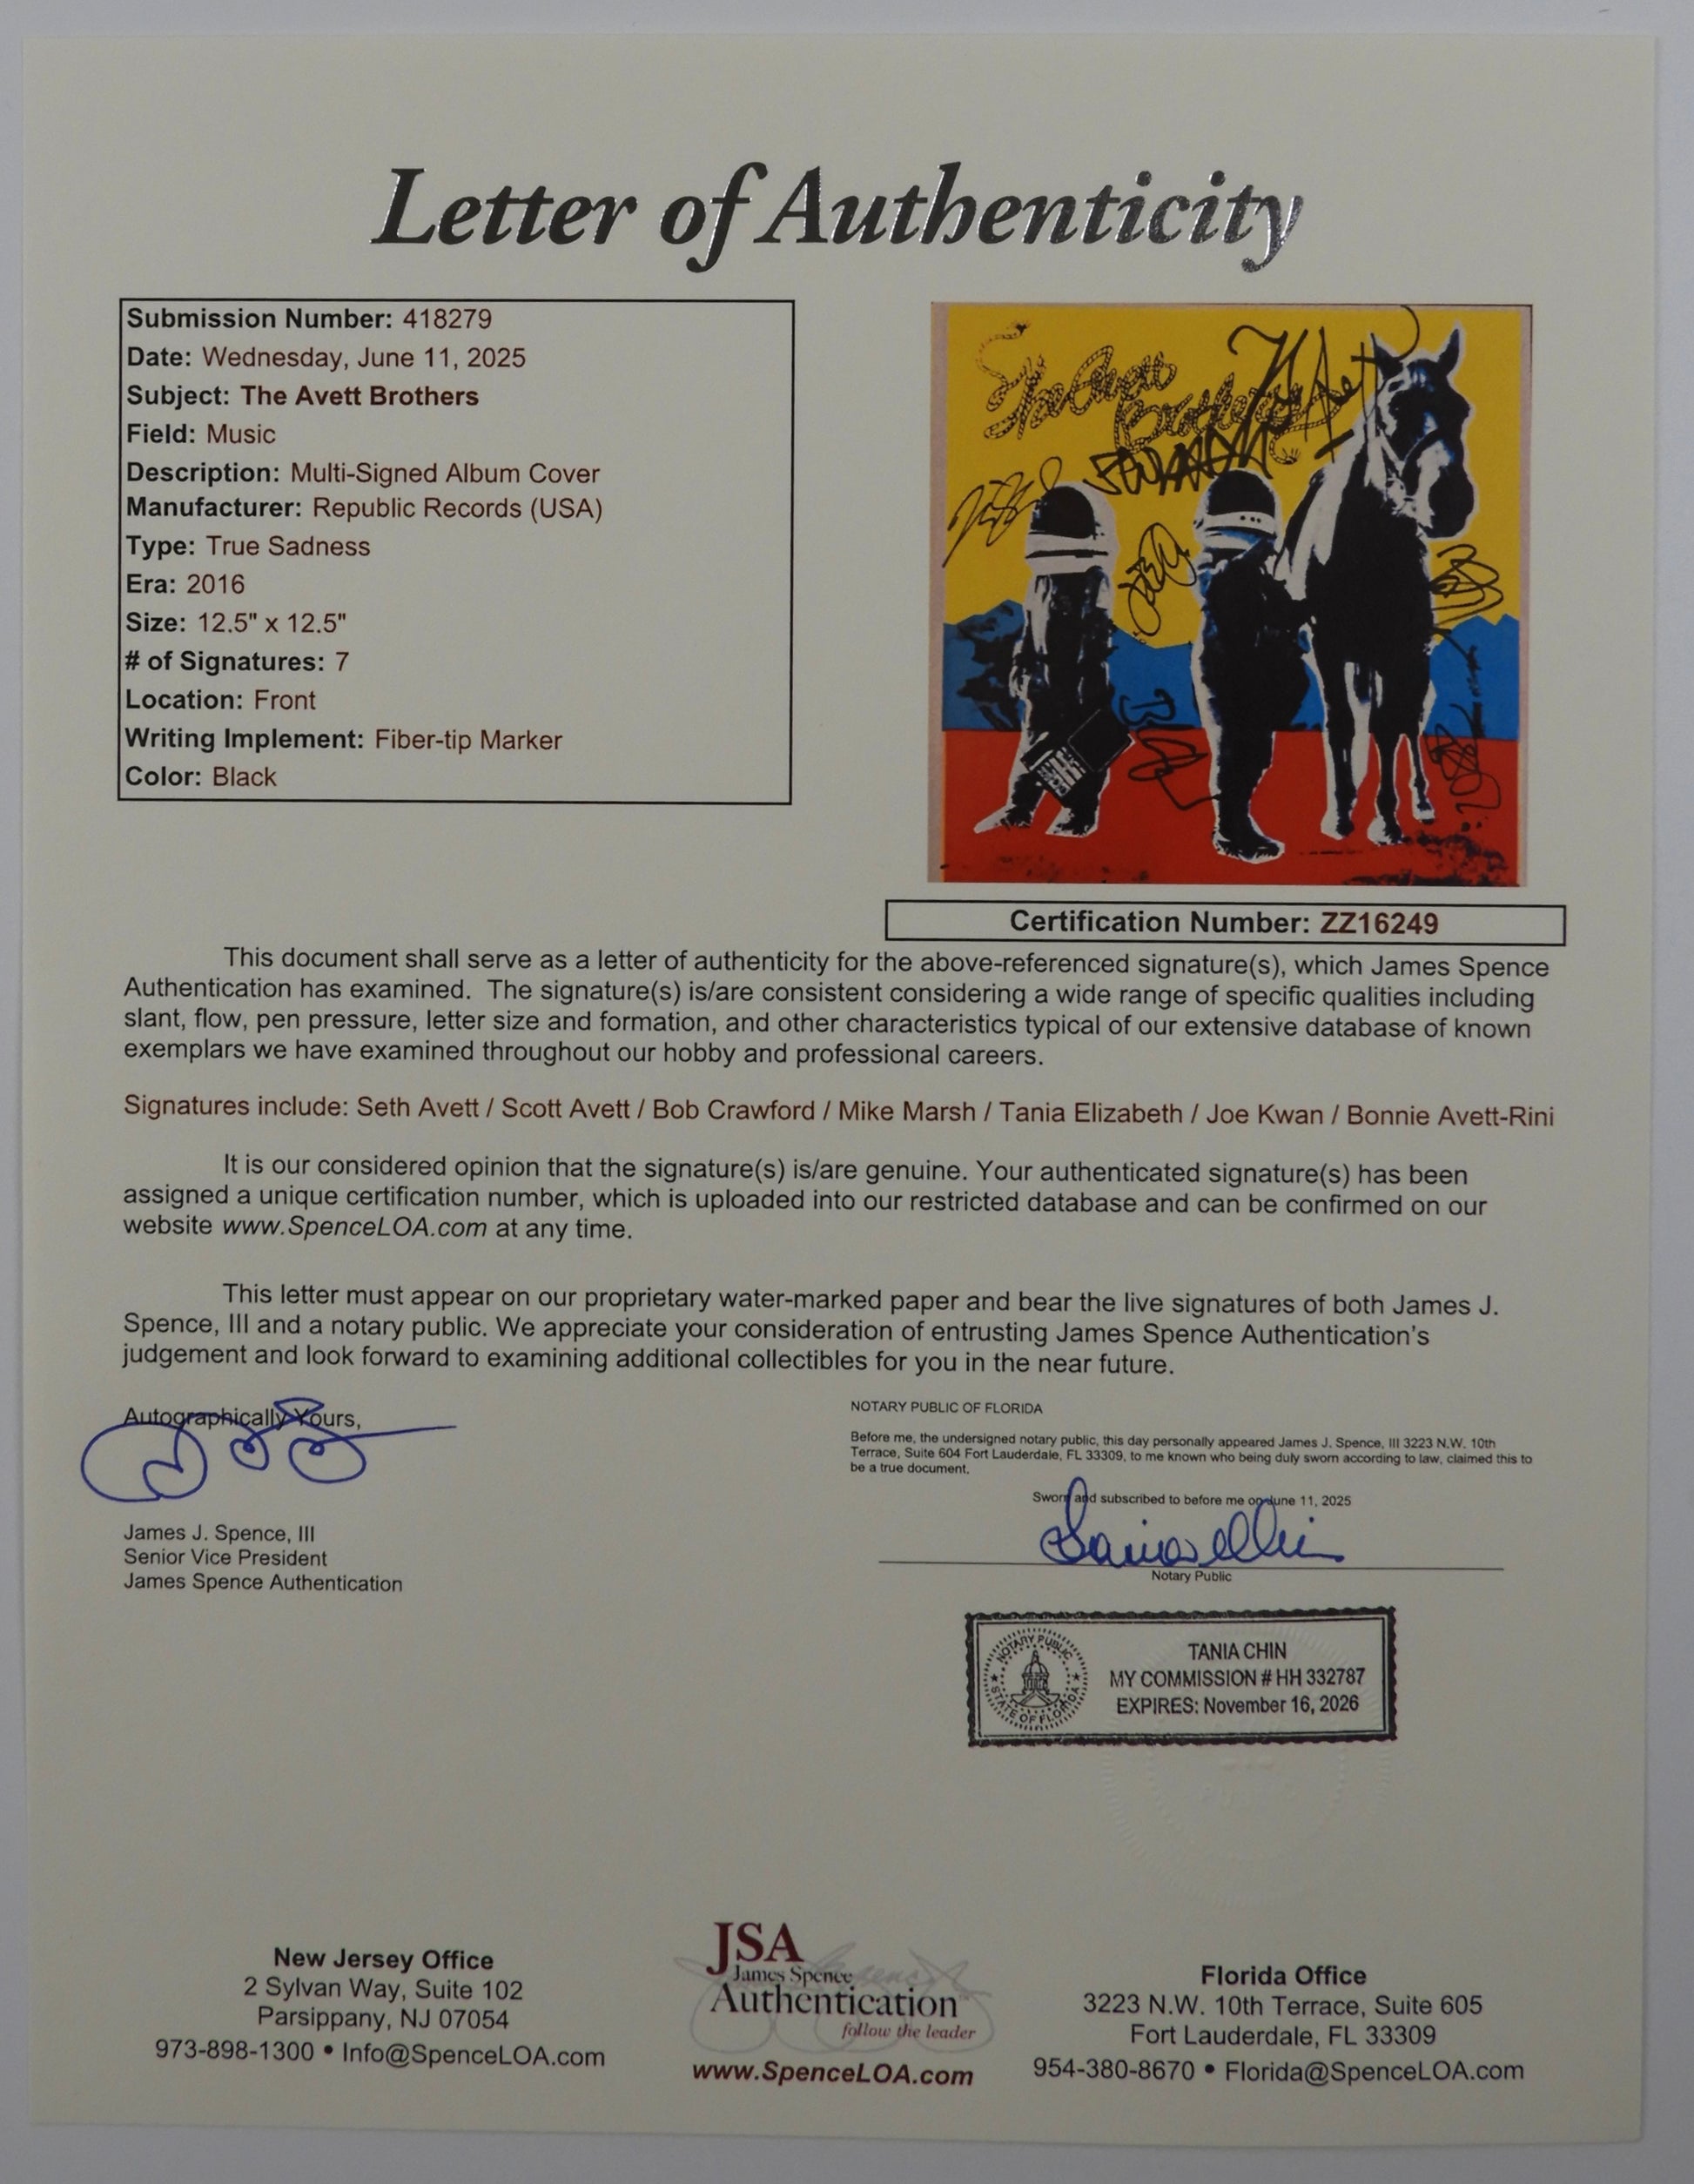 Letter of Authenticity
Submission Number: 418279
Date: Wednesday, June 11, 2025
Subject: The Avett Brothers
Field: Music
Description: Multi-Signed Album Cover
Manufacturer: Republic Records (USA)
Type: True Sadness
Era: 2016
Size: 12.5" x 12.5"
# of Signatures: 7
Location: Front
Writing Implement: Fiber-tip Marker
Color: Black
The Avett
Brothers
Certification Number: ZZ16249
This document shall serve as a letter of authenticity for the above-referenced signature(s), which James Spence
Authentication has examined. The signature(s) is/are consistent considering a wide range of specific qualities including
slant, flow, pen pressure, letter size and formation, and other characteristics typical of our extensive database of known
exemplars we have examined throughout our hobby and professional careers.
Signatures include: Seth Avett / Scott Avett / Bob Crawford / Mike Marsh / Tania Elizabeth / Joe Kwan / Bonnie Avett-Rini
It is our considered opinion that the signature(s) is/are genuine. Your authenticated signature(s) has been
assigned a unique certification number, which is uploaded into our restricted database and can be confirmed on our
website www.SpenceLOA.com at any time.
This letter must appear on our proprietary water-marked paper and bear the live signatures of both James J.
Spence, III and a notary public. We appreciate your consideration of entrusting James Spence Authentication's
judgement and look forward to examining additional collectibles for you in the near future.
Autographically Yours,
James J. Spence, III
Senior Vice President
James Spence Authentication
NOTARY PUBLIC OF FLORIDA
Before me, the undersigned notary public, this day personally appeared James J. Spence, III 3223 N.W. 10th
Terrace, Suite 604 Fort Lauderdale, FL 33309, to me known who being duly sworn according to law, claimed this to
be a true document.
Sworn and subscribed to before me on June 11, 2025
Notary Public
NOTARY PUBLIC
STATE OF FLORIDA
TANIA CHIN
MY COMMISSION # HH 332787
EXPIRES: November 16, 2026
New Jersey Office
2 Sylvan Way, Suite 102
Parsippany, NJ 07054
973-898-1300 • Info@SpenceLOA.com
JSA
James Spence
Authentication
follow the leader
www.SpenceLOA.com
Florida Office
3223 N.W. 10th Terrace, Suite 605
Fort Lauderdale, FL 33309
954-380-8670 • Florida@SpenceLOA.com